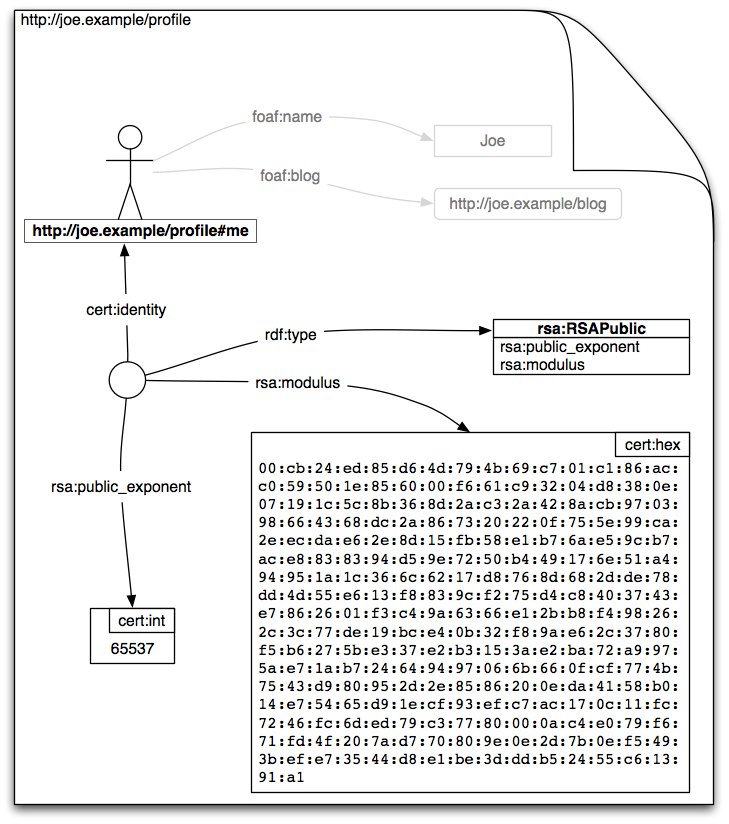 http://joe.example/profile
foaf:name
Joe
foaf:blog
http://joe.example/blog
http://joe.example/profile#me
cert:identity
rdf:type
rsa:RSAPublic
rsa:public_exponent
rsa:modulus
rsa:modulus
cert:hex
00:cb:24:ed:85:d6:4d:79:4b:69:c7:01:c1:86:ac:
c0:59:50:1e:85:60:00:f6:61:c9:32:04:d8:38:0e:
07:19:1c:5c:8b:36:8d:2a:c3:2a:42:8a:cb:97:03:
98:66:43:68:dc:2a:86:73:20:22:0f:75:5e:99:ca:
2e:ec:da:e6:2e:8d:15:fb:58:e1:b7:6a:e5:9c:b7:
ac:e8:83:83:94:d5:9e:72:50:b4:49:17:6e:51:a4:
94:95:1a:1c:36:6c:62:17:d8:76:8d:68:2d:de:78:
dd:4d:55:e6:13:f8:83:9c:f2:75:d4:c8:40:37:43:
e7:86:26:01:f3:c4:9a:63:66:e1:2b:b8:f4:98:26:
2c:3c:77:de:19:bc:e4:0b:32:f8:9a:e6:2c:37:80:
f5:b6:27:5b:e3:37:e2:b3:15:3a:e2:ba:72:a9:97:
5a:e7:1a:b7:24:64:94:97:06:6b:66:0f:cf:77:4b:
75:43:d9:80:95:2d:2e:85:86:20:0e:da:41:58:b0:
14:e7:54:65:d9:1e:cf:93:ef:c7:ac:17:0c:11:fc:
72:46:fc:6d:ed:79:c3:77:80:00:0a:c4:e0:79:f6:
71:fd:4f:20:7a:d7:70:80:9e:0e:2d:7b:0e:f5:49:
3b:ef:e7:35:44:d8:e1:be:3d:dd:b5:24:55:c6:13:
91:a1
rsa:public_exponent
cert:int
65537